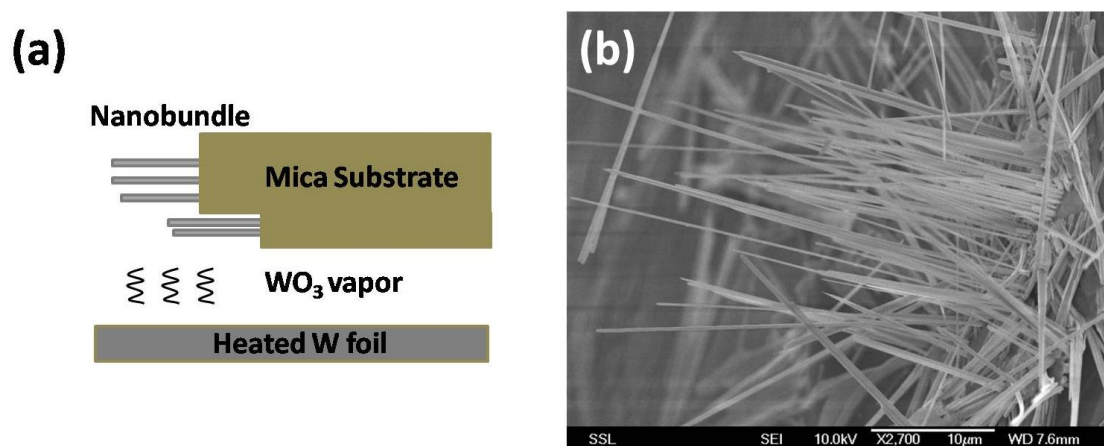 (a)
Nanobundle
Mica Substrate
WO₃ vapor
Heated W foil
(b)
SSL SEI 10.0kV X2,700 10μm WD 7.6mm